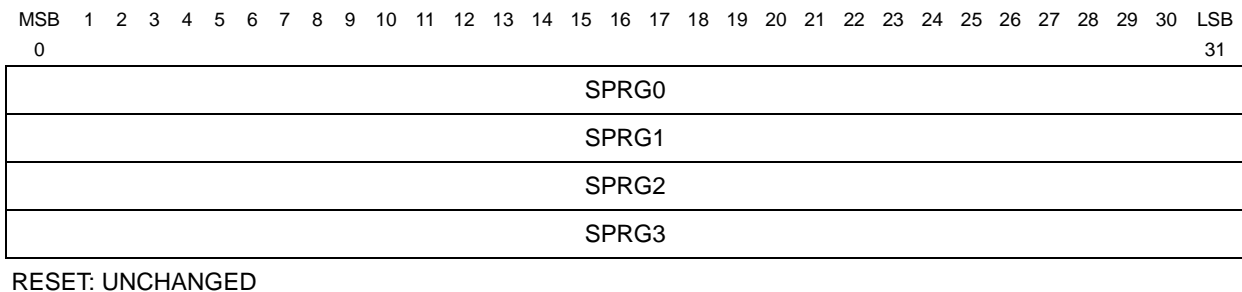 MSB 1 2 3 4 5 6 7 8 9 10 11 12 13 14 15 16 17 18 19 20 21 22 23 24 25 26 27 28 29 30 LSB
0 31
SPRG0
SPRG1
SPRG2
SPRG3
RESET: UNCHANGED